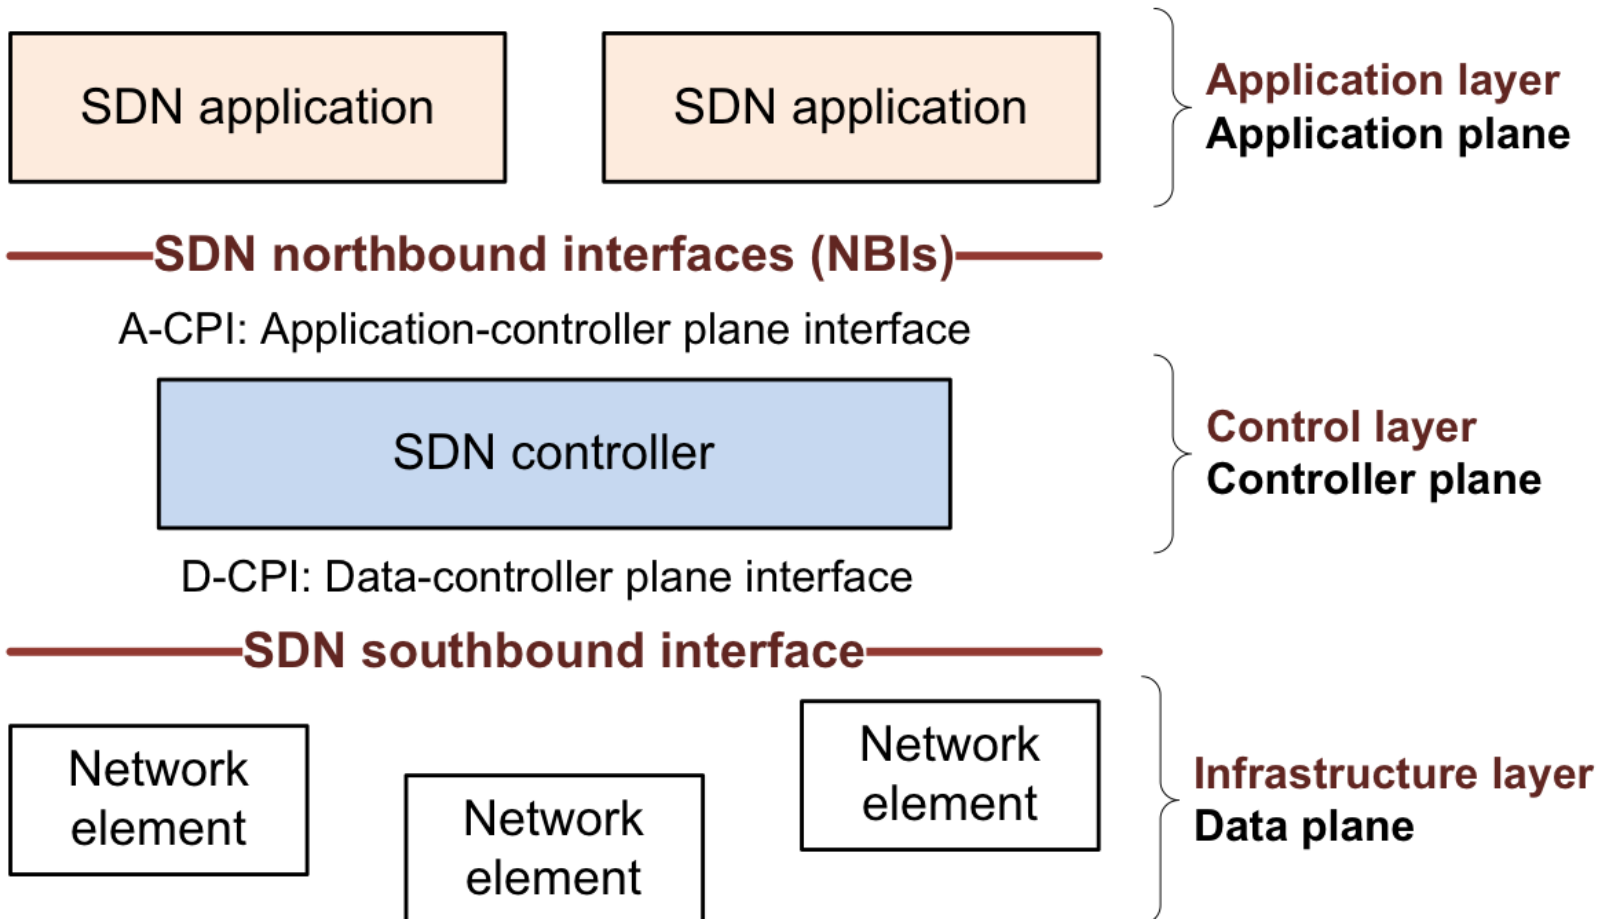 SDN application
SDN application
Application layer
Application plane
SDN northbound interfaces (NBIs)
A-CPI: Application-controller plane interface
SDN controller
Control layer
Controller plane
D-CPI: Data-controller plane interface
SDN southbound interface
Network
element
Network
element
Network
element
Infrastructure layer
Data plane